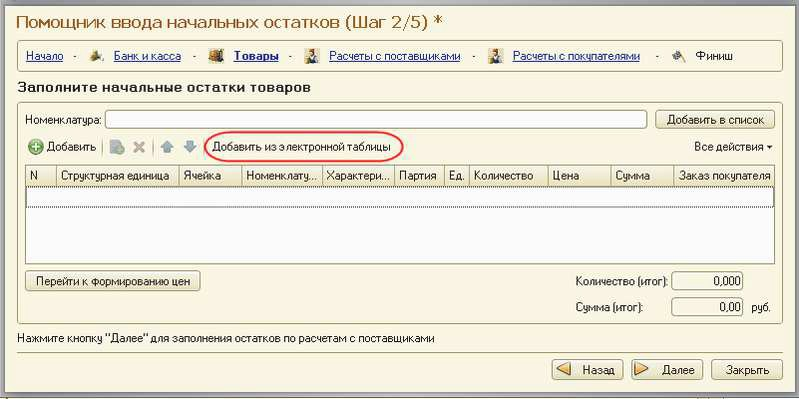 Помощник ввода начальных остатков (Шаг 2/5) *
Начало - Банк и касса - Товары - Расчеты с поставщиками - Расчеты с покупателями - Финиш
Заполните начальные остатки товаров
Номенклатура: Добавить в список
Добавить Добавить из электронной таблицы Все действия
N Структурная единица Ячейка Номенклату... Характери... Партия Ед. Количество Цена Сумма Заказ покупателя
Перейти к формированию цен Количество (итог): 0,000
Сумма (итог): 0,00 руб.
Нажмите кнопку "Далее" для заполнения остатков по расчетам с поставщиками
Назад Далее Закрыть